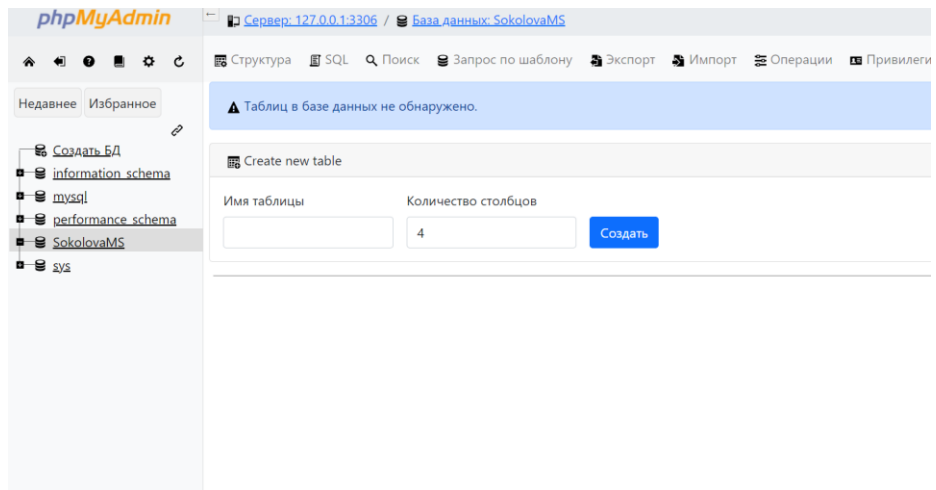 phpMyAdmin
Сервер: 127.0.0.1:3306 / База данных: SokolovaMS
Структура SQL Поиск Запрос по шаблону Экспорт Импорт Операции Привилеги
Недавнее Избранное
Таблиц в базе данных не обнаружено.
Создать БД
information_schema
mysql
performance_schema
SokolovaMS
sys
Create new table
Имя таблицы Количество столбцов
4 Создать